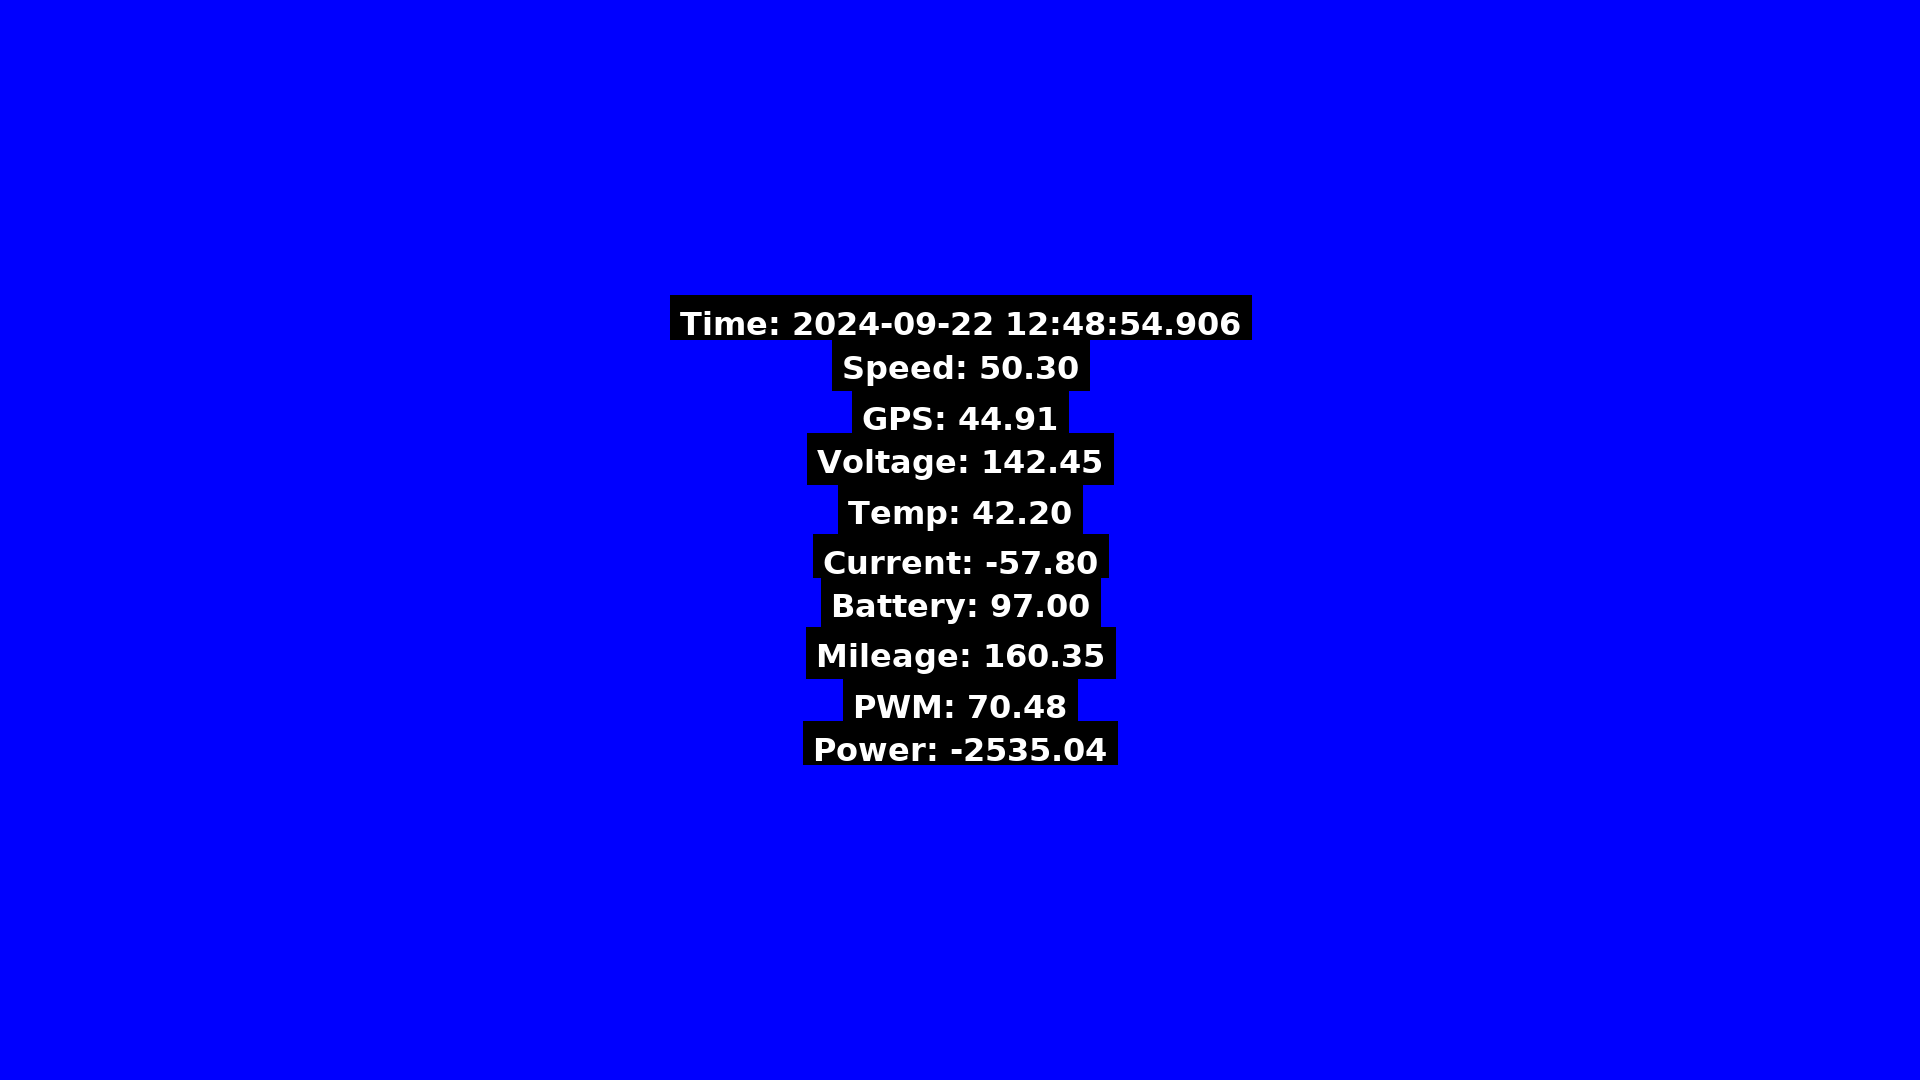 Time: 2024-09-22 12:48:54.906
Speed: 50.30
GPS: 44.91
Voltage: 142.45
Temp: 42.20
Current: -57.80
Battery: 97.00
Mileage: 160.35
PWM: 70.48
Power: -2535.04